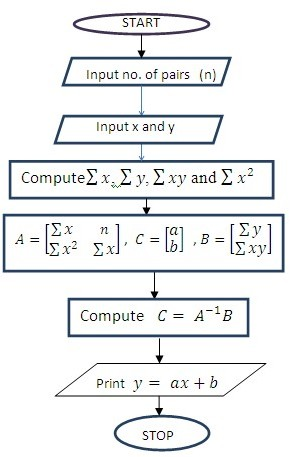 START
Input no. of pairs (n)
Input x and y
Compute∑ x, ∑ y, ∑ xy and ∑ x²
A = [∑x n ∑x² ∑x], C = [a b], B = [∑y ∑xy]
Compute C = A⁻¹B
Print y = ax + b
STOP